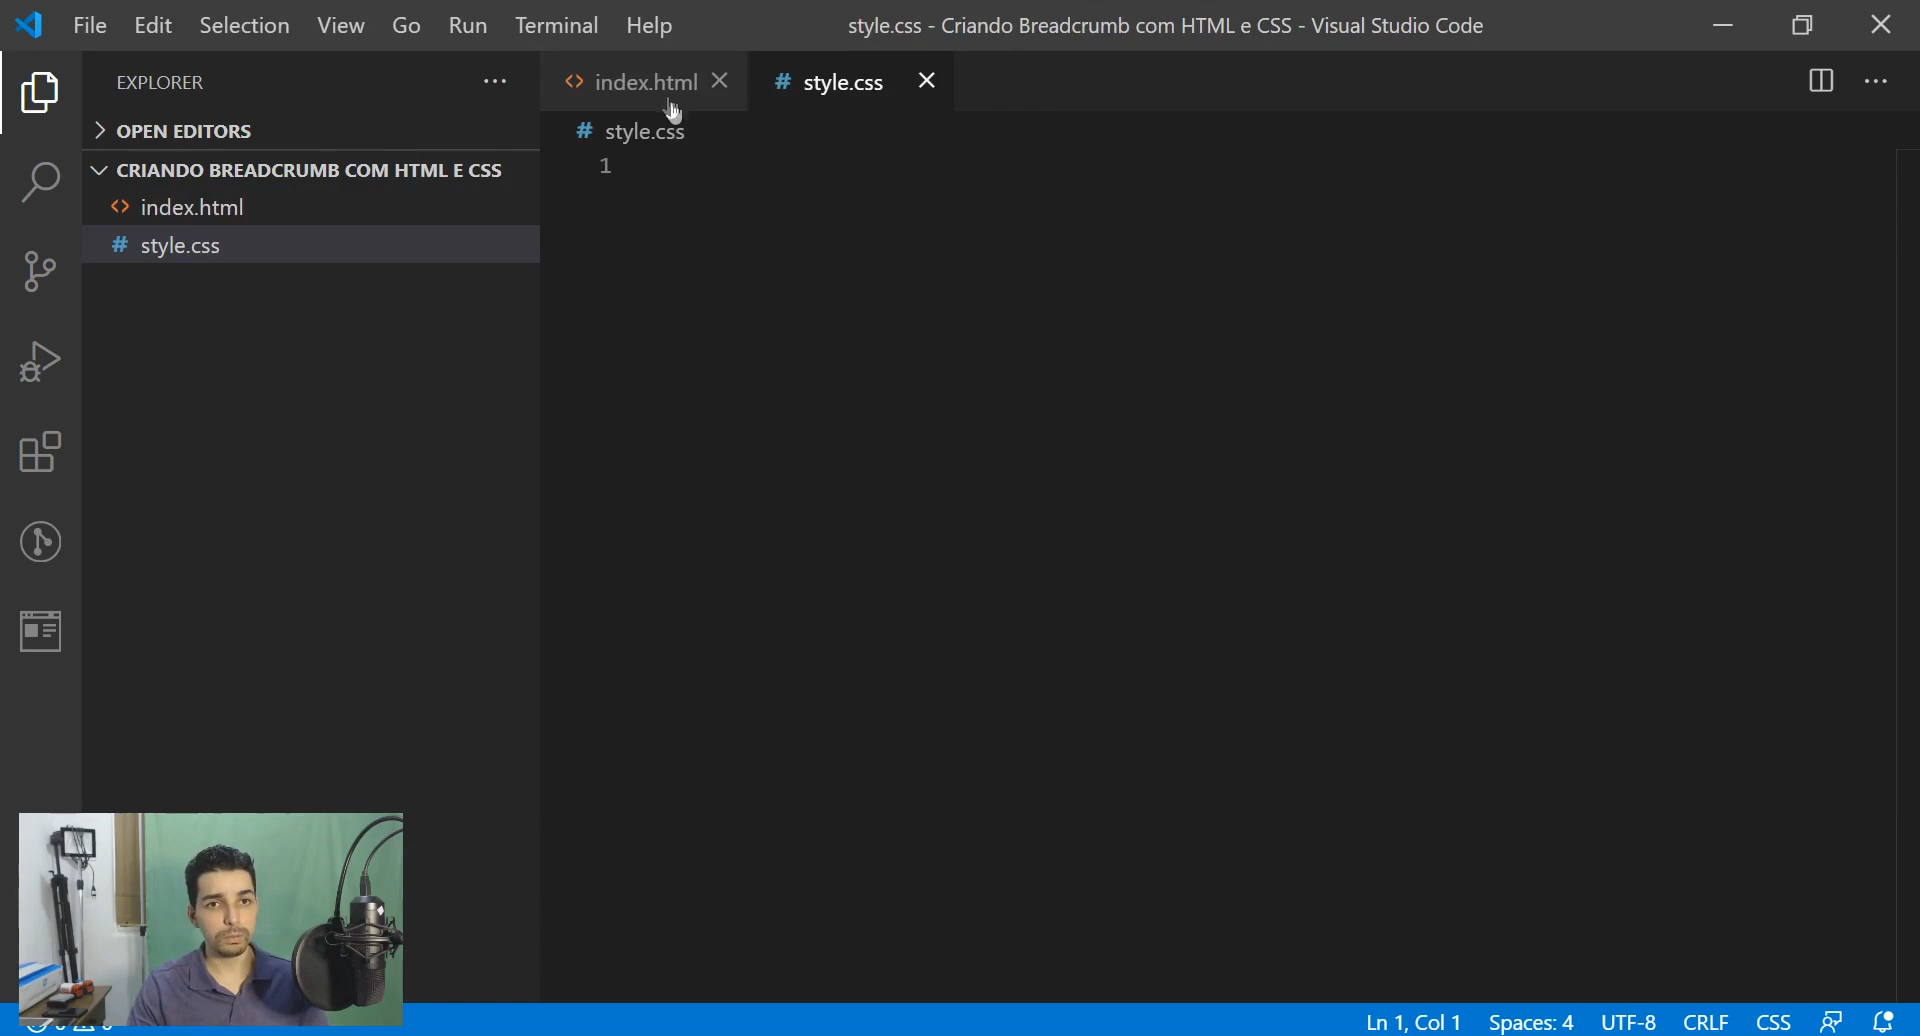 File Edit Selection View Go Run Terminal Help
style.css - Criando Breadcrumb com HTML e CSS - Visual Studio Code
EXPLORER
index.html
# style.css
OPEN EDITORS
# style.css
CRIANDO BREADCRUMB COM HTML E CSS
1
index.html
# style.css
Ln 1, Col 1 Spaces: 4 UTF-8 CRLF CSS